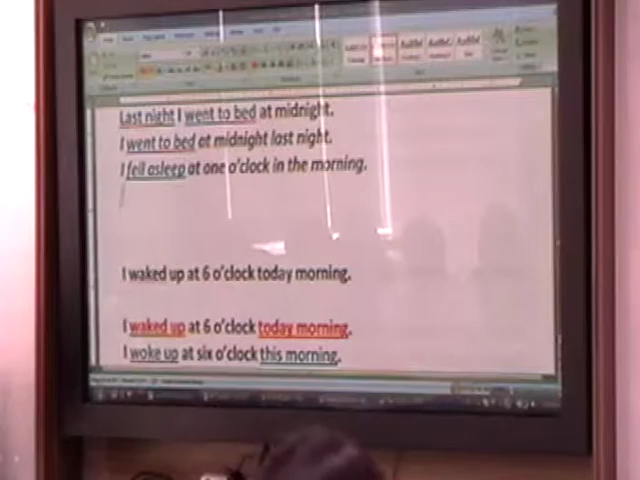 Last night I went to bed at midnight.
I went to bed at midnight last night.
I fell asleep at one o'clock in the morning.
I waked up at 6 o'clock today morning.
I waked up at 6 o'clock today morning.
I woke up at six o'clock this morning.